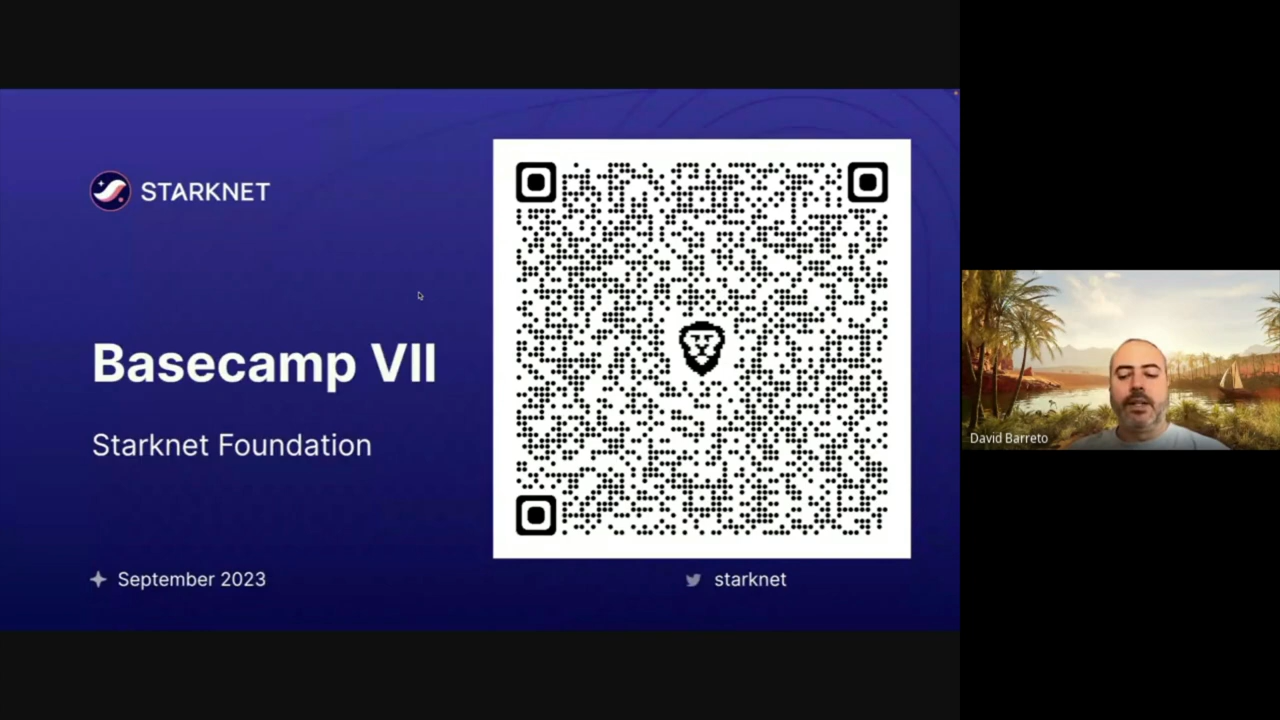 STARKNET
Basecamp VII
Starknet Foundation
September 2023
starknet
David Barreto